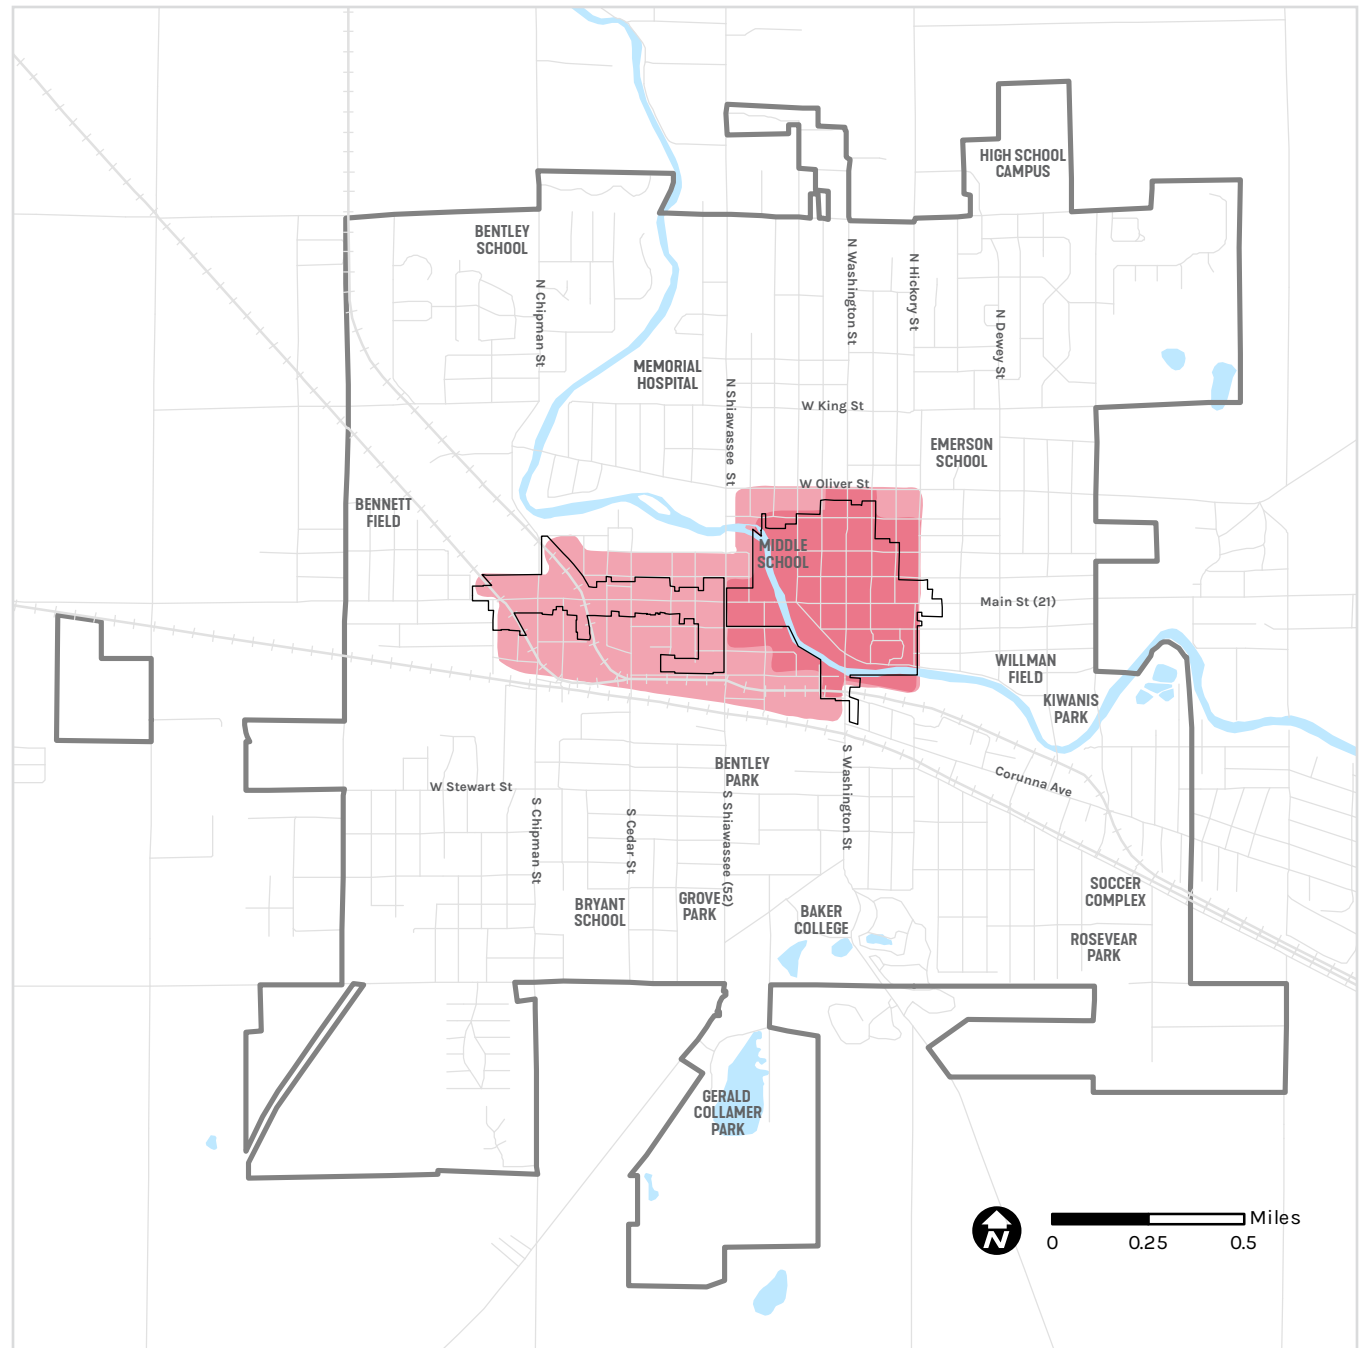 HIGH SCHOOL
CAMPUS
BENTLEY
SCHOOL
N Chipman St
N Washington St
N Hickory St
N Dewey St
MEMORIAL
HOSPITAL
N Shiawassee St
W King St
EMERSON
SCHOOL
W Oliver St
BENNETT
FIELD
MIDDLE
SCHOOL
Main St (21)
WILLMAN
FIELD
KIWANIS
PARK
BENTLEY
PARK
S Washington St
Corunna Ave
W Stewart St
S Chipman St
S Cedar St
S Shiawassee (52)
SOCCER
COMPLEX
BRYANT
SCHOOL
GROVE
PARK
BAKER
COLLEGE
ROSEVEAR
PARK
GERALD
COLLAMER
PARK
N
Miles
0 0.25 0.5